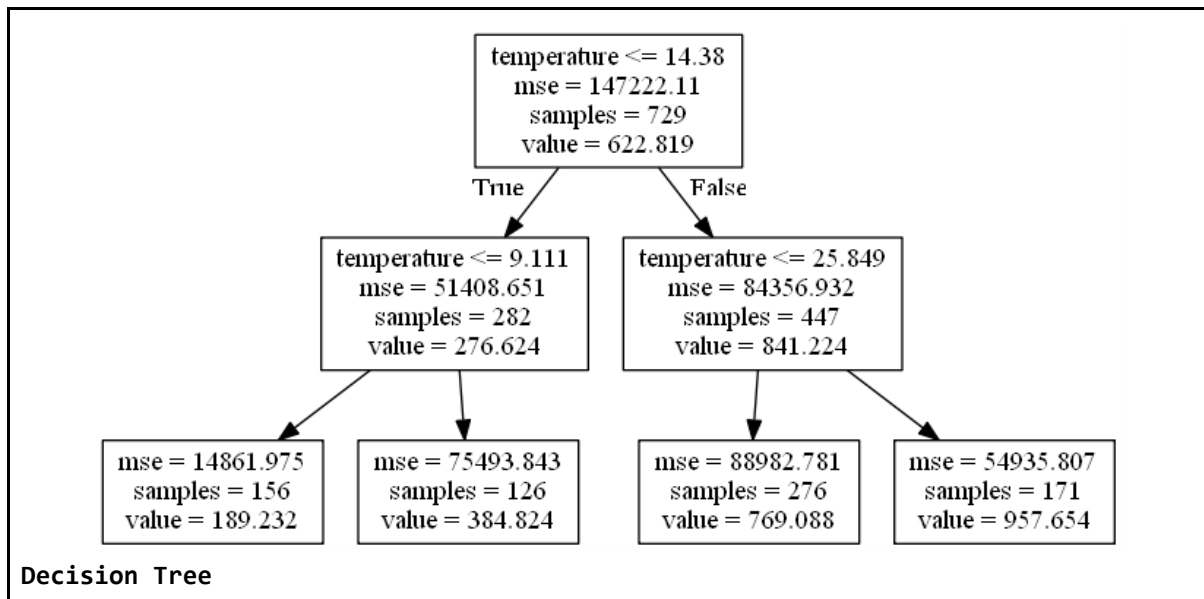 temperature <= 14.38
mse = 147222.11
samples = 729
value = 622.819
True
False
temperature <= 9.111
mse = 51408.651
samples = 282
value = 276.624
temperature <= 25.849
mse = 84356.932
samples = 447
value = 841.224
mse = 14861.975
samples = 156
value = 189.232
mse = 75493.843
samples = 126
value = 384.824
mse = 88982.781
samples = 276
value = 769.088
mse = 54935.807
samples = 171
value = 957.654
Decision Tree